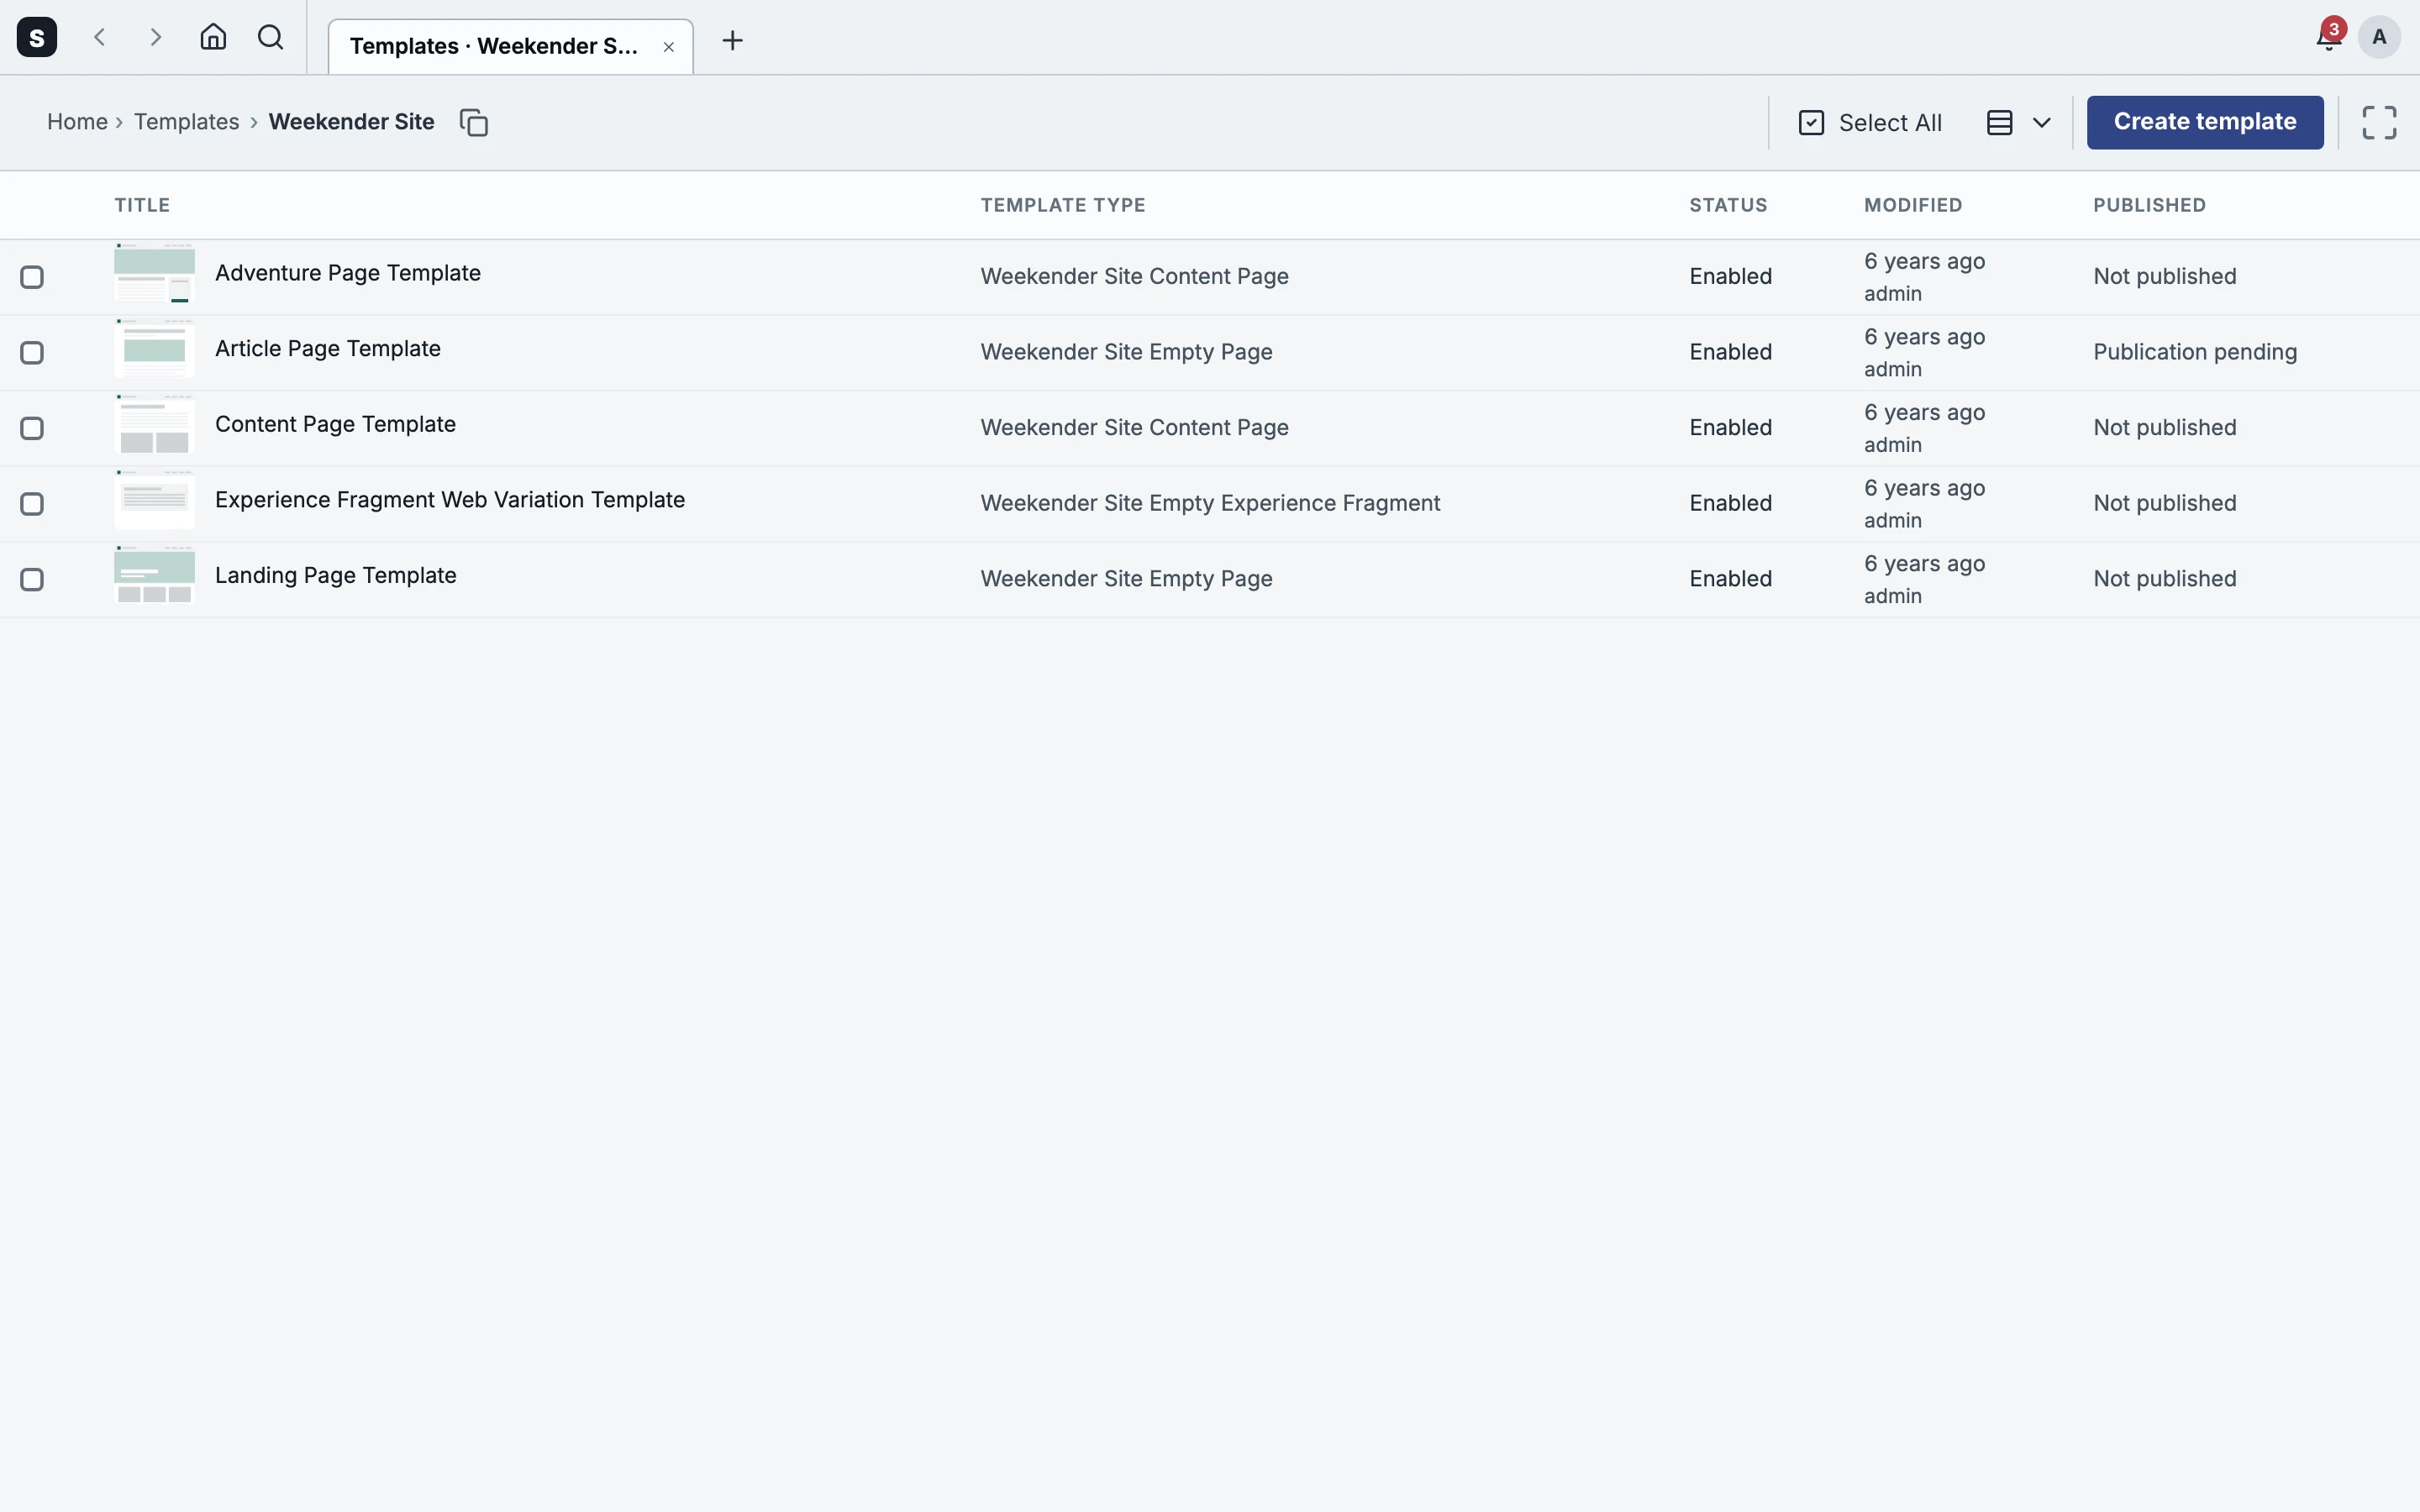 S
Templates · Weekender S...
3
A
Home › Templates › Weekender Site
Select All
Create template
TITLE TEMPLATE TYPE STATUS MODIFIED PUBLISHED
Adventure Page Template Weekender Site Content Page Enabled 6 years ago Not published
admin
Article Page Template Weekender Site Empty Page Enabled 6 years ago Publication pending
admin
Content Page Template Weekender Site Content Page Enabled 6 years ago Not published
admin
Experience Fragment Web Variation Template Weekender Site Empty Experience Fragment Enabled 6 years ago Not published
admin
Landing Page Template Weekender Site Empty Page Enabled 6 years ago Not published
admin